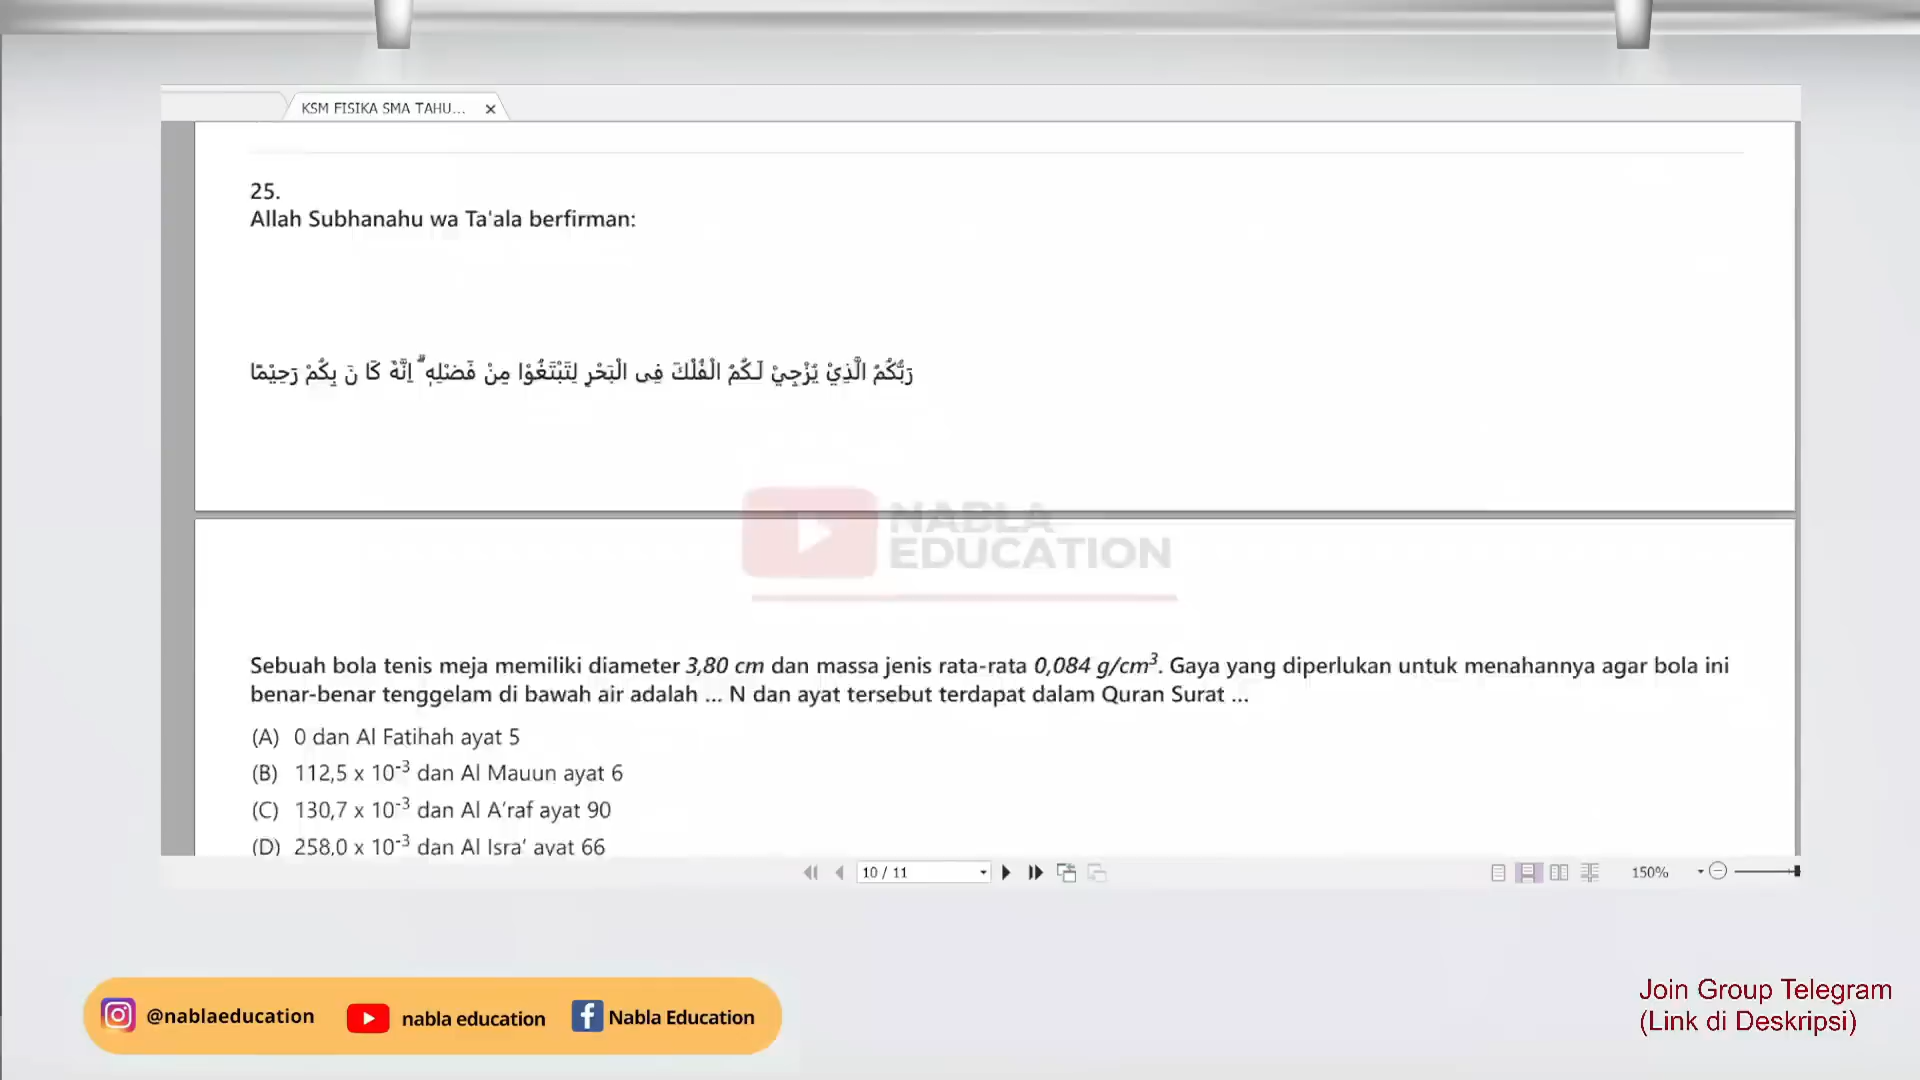 KSM FISIKA SMA TAHU...
25.
Allah Subhanahu wa Ta'ala berfirman:
رَبُّكُمُ الَّذِيْ يُزْجِيْ لَـكُمُ الْفُلْكَ فِى الْبَحْرِ لِتَبْتَغُوْا مِنْ فَضْلِهٖ ۗ اِنَّهٗ كَا نَ بِكُمْ رَحِيْمًا
NABLA
EDUCATION
Sebuah bola tenis meja memiliki diameter 3,80 cm dan massa jenis rata-rata 0,084 g/cm³. Gaya yang diperlukan untuk menahannya agar bola ini
benar-benar tenggelam di bawah air adalah ... N dan ayat tersebut terdapat dalam Quran Surat ...
(A) 0 dan Al Fatihah ayat 5
(B) 112,5 x 10⁻³ dan Al Mauun ayat 6
(C) 130,7 x 10⁻³ dan Al A’raf ayat 90
(D) 258,0 x 10⁻³ dan Al Isra’ ayat 66
10 / 11
150%
@nablaeducation
nabla education
Nabla Education
Join Group Telegram
(Link di Deskripsi)